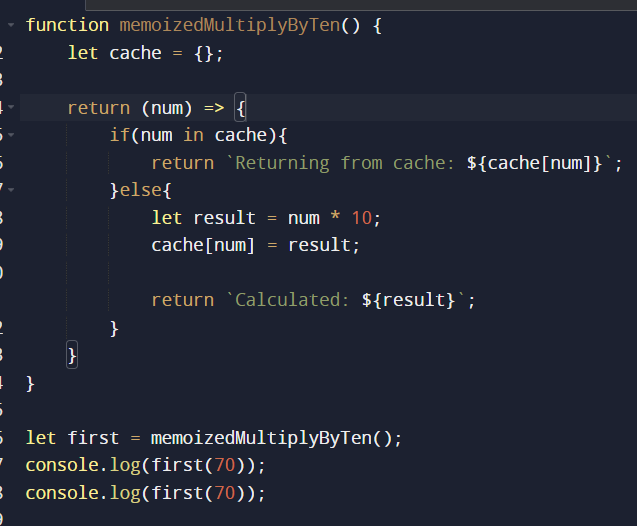 function memoizedMultiplyByTen() {
let cache = {};
return (num) => {
if(num in cache){
return `Returning from cache: ${cache[num]}`;
}else{
let result = num * 10;
cache[num] = result;
return `Calculated: ${result}`;
}
}
}
let first = memoizedMultiplyByTen();
console.log(first(70));
console.log(first(70));